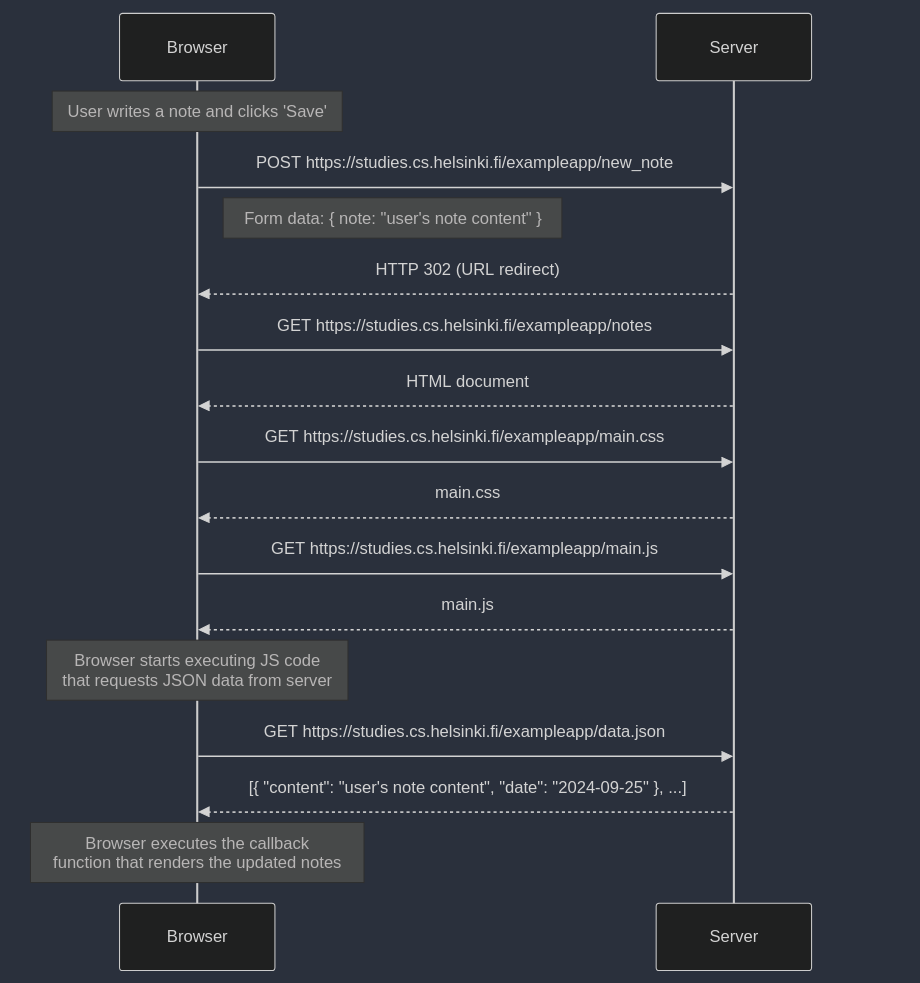 Browser
Server
User writes a note and clicks 'Save'
POST https://studies.cs.helsinki.fi/exampleapp/new_note
Form data: { note: "user's note content" }
HTTP 302 (URL redirect)
GET https://studies.cs.helsinki.fi/exampleapp/notes
HTML document
GET https://studies.cs.helsinki.fi/exampleapp/main.css
main.css
GET https://studies.cs.helsinki.fi/exampleapp/main.js
main.js
Browser starts executing JS code
that requests JSON data from server
GET https://studies.cs.helsinki.fi/exampleapp/data.json
[{ "content": "user's note content", "date": "2024-09-25" }, ...]
Browser executes the callback
function that renders the updated notes
Browser
Server